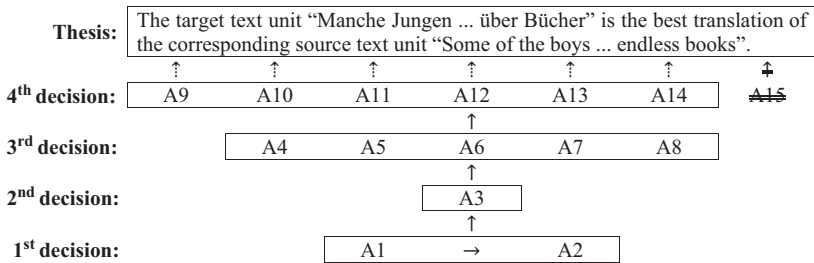 Thesis: The target text unit “Manche Jungen ... über Bücher” is the best translation of
the corresponding source text unit “Some of the boys ... endless books”.
4th decision: A9 A10 A11 A12 A13 A14 A15
3rd decision: A4 A5 A6 A7 A8
2nd decision: A3
1st decision: A1 → A2